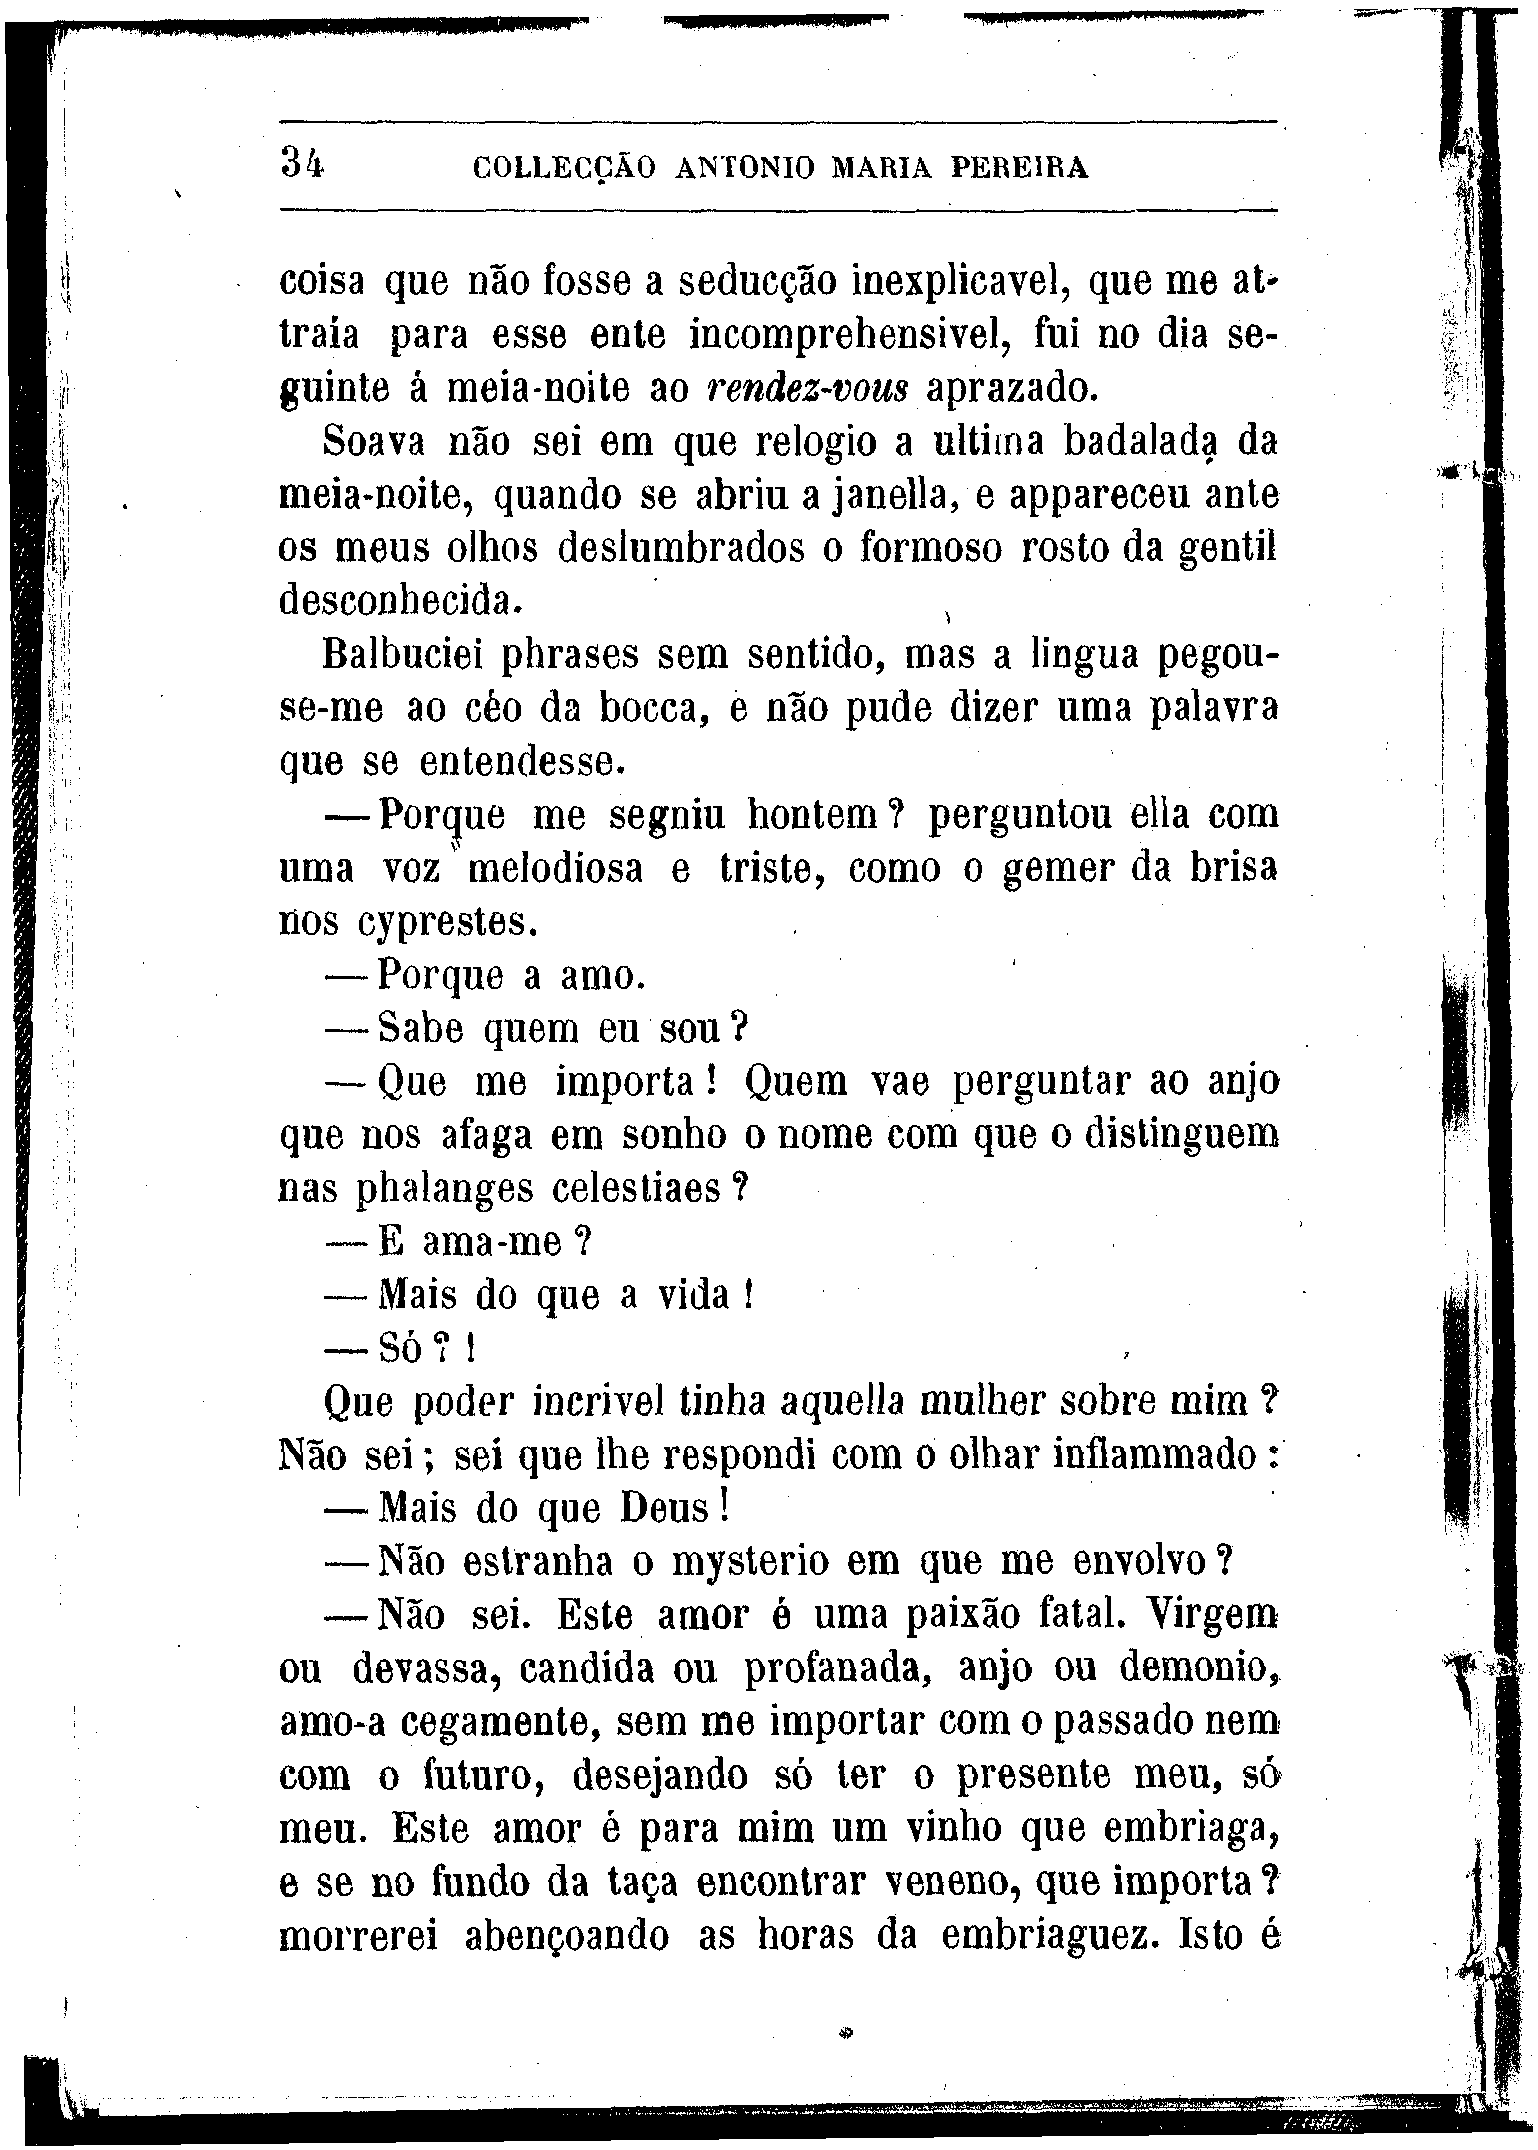 34 COLLECÇÃO ANTONIO MARIA PEREIRA
coisa que não fosse a seducção inexplicavel, que me at-
traía para esse ente incomprehensivel, fui no dia se-
guinte á meia-noite ao rendez-vous aprazado.
Soava não sei em que relogio a ultima badalada da
meia-noite, quando se abriu a janella, e appareceu ante
os meus olhos deslumbrados o formoso rosto da gentil
desconhecida.
Balbuciei phrases sem sentido, mas a lingua pegou-
se-me ao céo da bocca, e não pude dizer uma palavra
que se entendesse.
—Porque me segniu hontem? perguntou ella com
uma voz melodiosa e triste, como o gemer da brisa
nos cyprestes.
—Porque a amo.
—Sabe quem eu sou?
—Que me importa! Quem vae perguntar ao anjo
que nos afaga em sonho o nome com que o distinguem
nas phalanges celestiaes?
—E ama-me?
—Mais do que a vida!
—Só?!
Que poder incrivel tinha aquella mulher sobre mim?
Não sei; sei que lhe respondi com o olhar inflammado:
—Mais do que Deus!
—Não estranha o mysterio em que me envolvo?
—Não sei. Este amor é uma paixão fatal. Virgem
ou devassa, candida ou profanada, anjo ou demonio,
amo-a cegamente, sem me importar com o passado nem
com o futuro, desejando só ter o presente meu, só
meu. Este amor é para mim um vinho que embriaga,
e se no fundo da taça encontrar veneno, que importa?
morrerei abençoando as horas da embriaguez. Isto é